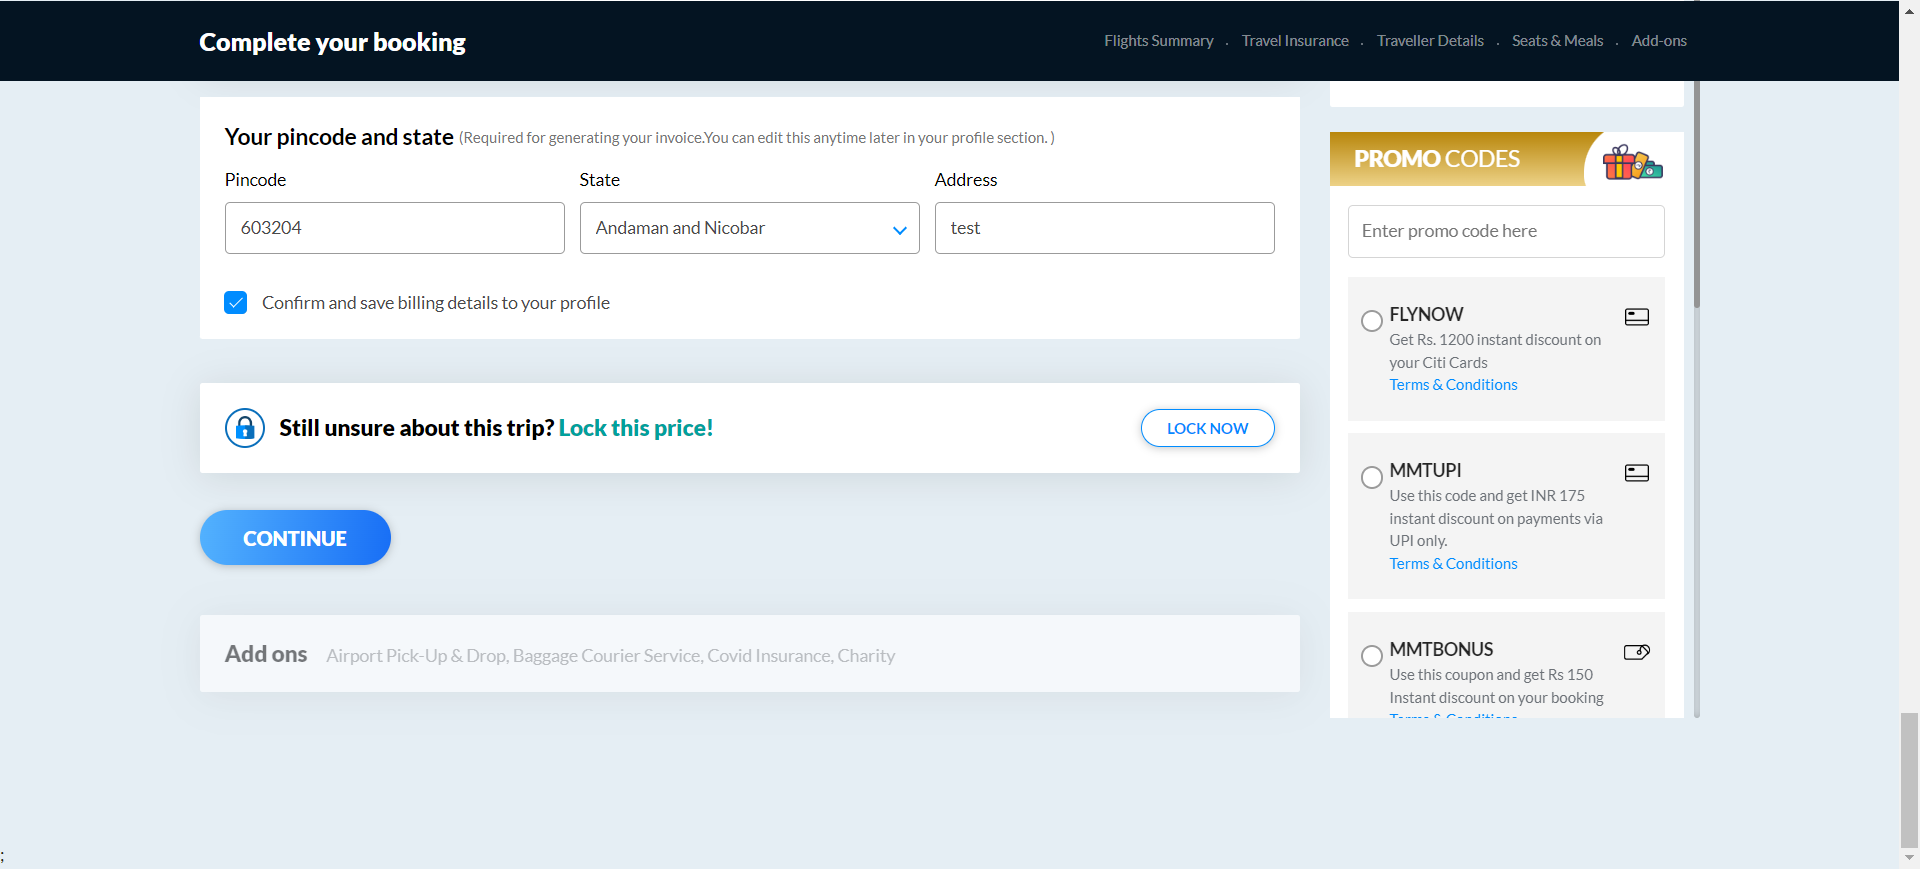 Complete your booking
Flights Summary . Travel Insurance . Traveller Details . Seats & Meals . Add-ons
Your pincode and state (Required for generating your invoice.You can edit this anytime later in your profile section. )
Pincode State Address
603204 Andaman and Nicobar test
Confirm and save billing details to your profile
Still unsure about this trip? Lock this price!
LOCK NOW
CONTINUE
Add ons Airport Pick-Up & Drop, Baggage Courier Service, Covid Insurance, Charity
PROMO CODES
Enter promo code here
FLYNOW
Get Rs. 1200 instant discount on
your Citi Cards
Terms & Conditions
MMTUPI
Use this code and get INR 175
instant discount on payments via
UPI only.
Terms & Conditions
MMTBONUS
Use this coupon and get Rs 150
Instant discount on your booking
Terms & Conditions
;